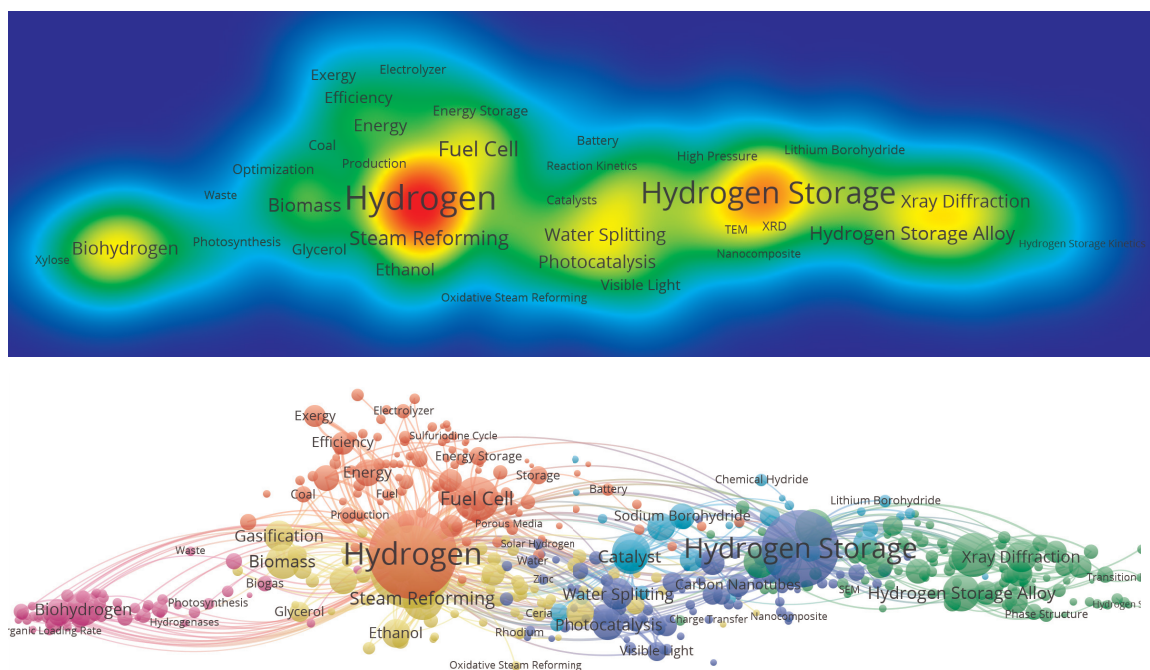 Exergy
Electrolyzer
Efficiency
Energy Storage
Energy
Coal
Fuel Cell
Battery
Production
Reaction Kinetics
High Pressure
Lithium Borohydride
Optimization
Waste
Hydrogen
Hydrogen Storage
Biomass
Catalysts
Xray Diffraction
Photosynthesis
Steam Reforming
Water Splitting
TEM
XRD
Hydrogen Storage Alloy
Biohydrogen
Glycerol
Xylose
Ethanol
Photocatalysis
Nanocomposite
Visible Light
Oxidative Steam Reforming
Exergy
Electrolyzer
Efficiency
Sulfuriodine Cycle
Energy Storage
Energy
Storage
Chemical Hydride
Coal
Fuel
Fuel Cell
Battery
Lithium Borohydride
Production
Porous Media
Sodium Borohydride
Gasification
Solar Hydrogen
Waste
Hydrogen
Water
Catalyst
Hydrogen Storage
Xray Diffraction
Biomass
Biogas
Zinc
Carbon Nanotubes
SEM
Transition
Steam Reforming
Water Splitting
Hydrogen Storage Alloy
Photosynthesis
Biohydrogen
Glycerol
Ceria
Charge Transfer
Nanocomposite
Phase Structure
Hydrogen S
Hydrogenases
rganic Loading Rate
Ethanol
Rhodium
Photocatalysis
Visible Light
Oxidative Steam Reforming